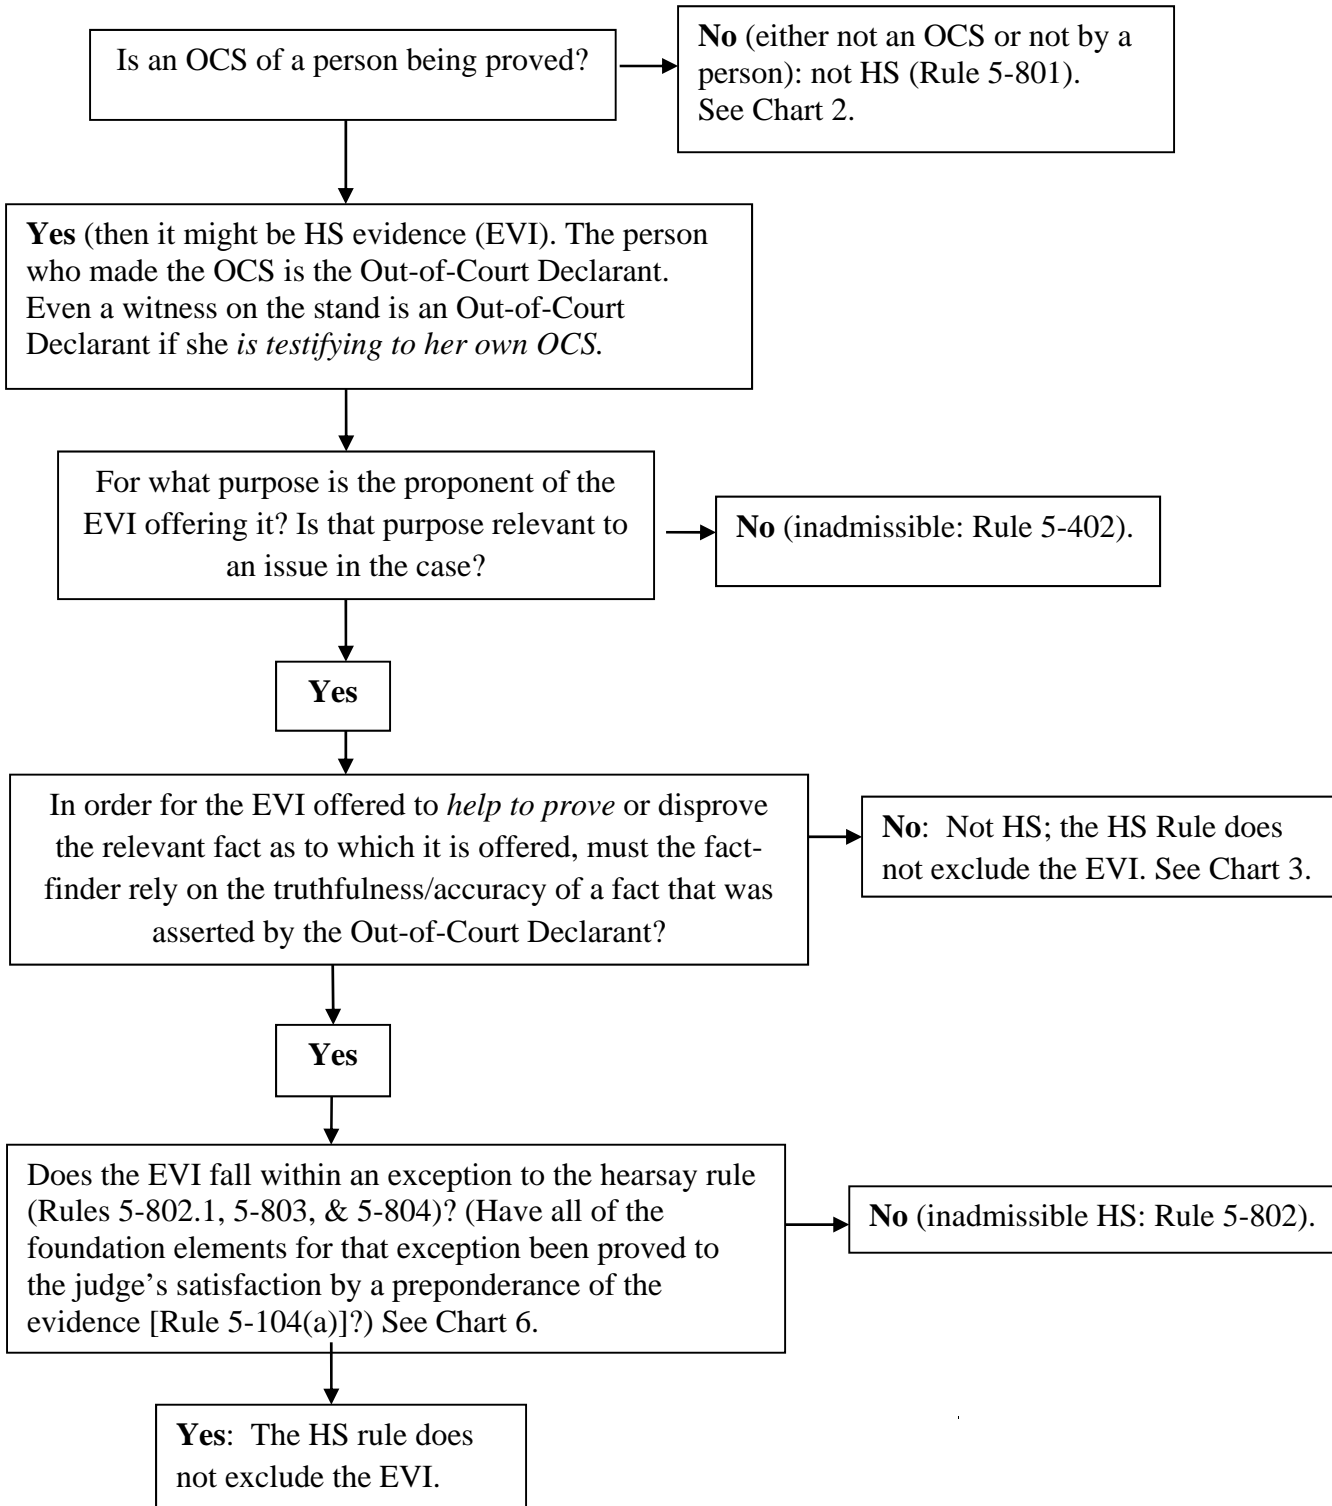 Is an OCS of a person being proved?
No (either not an OCS or not by a
person): not HS (Rule 5-801).
See Chart 2.
Yes (then it might be HS evidence (EVI). The person
who made the OCS is the Out-of-Court Declarant.
Even a witness on the stand is an Out-of-Court
Declarant if she is testifying to her own OCS.
For what purpose is the proponent of the
EVI offering it? Is that purpose relevant to
an issue in the case?
No (inadmissible: Rule 5-402).
Yes
In order for the EVI offered to help to prove or disprove
the relevant fact as to which it is offered, must the fact-
finder rely on the truthfulness/accuracy of a fact that was
asserted by the Out-of-Court Declarant?
No: Not HS; the HS Rule does
not exclude the EVI. See Chart 3.
Yes
Does the EVI fall within an exception to the hearsay rule
(Rules 5-802.1, 5-803, & 5-804)? (Have all of the
foundation elements for that exception been proved to
the judge’s satisfaction by a preponderance of the
evidence [Rule 5-104(a)]?) See Chart 6.
No (inadmissible HS: Rule 5-802).
Yes: The HS rule does
not exclude the EVI.